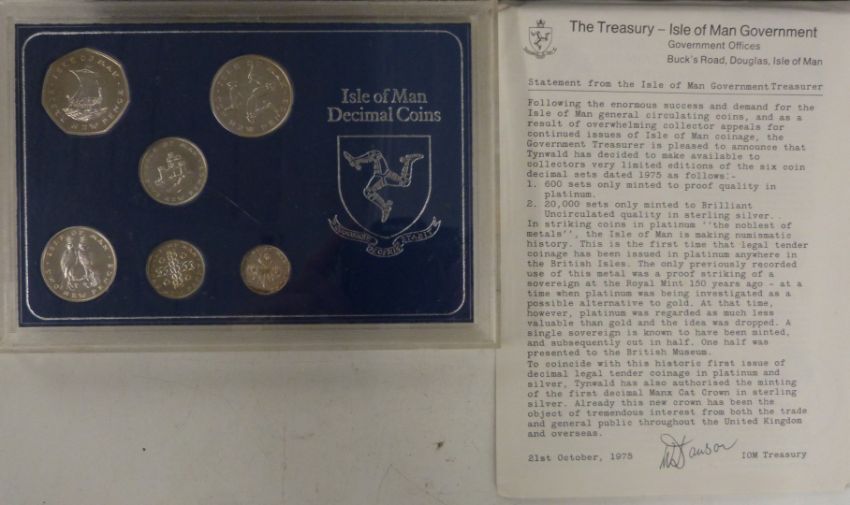 Isle of Man
Decimal Coins
ISLE OF MAN
NEW PENCE
The Treasury – Isle of Man Government
Government Offices
Buck's Road, Douglas, Isle of Man
Statement from the Isle of Man Government Treasurer
Following the enormous success and demand for the
Isle of Man general circulating coins, and as a
result of overwhelming collector appeals for
continued issues of Isle of Man coinage, the
Government Treasurer is pleased to announce that
Tynwald has decided to make available to
collectors very limited editions of the six coin
decimal sets dated 1975 as follows:-
1. 600 sets only minted to proof quality in
platinum.
2. 20,000 sets only minted to Brilliant
Uncirculated quality in sterling silver.
In striking coins in platinum ''the noblest of
metals'', the Isle of Man is making numismatic
history. This is the first time that legal tender
coinage has been issued in platinum anywhere in
the British Isles. The only previously recorded
use of this metal was a proof striking of a
sovereign at the Royal Mint 150 years ago - at a
time when platinum was being investigated as a
possible alternative to gold. At that time,
however, platinum was regarded as much less
valuable than gold and the idea was dropped. A
single sovereign is known to have been minted,
and subsequently cut in half. One half was
presented to the British Museum.
To coincide with this historic first issue of
decimal legal tender coinage in platinum and
silver, Tynwald has also authorised the minting
of the first decimal Manx Cat Crown in sterling
silver. Already this new crown has been the
object of tremendous interest from both the trade
and general public throughout the United Kingdom
and overseas.
21st October, 1975 IOM Treasury